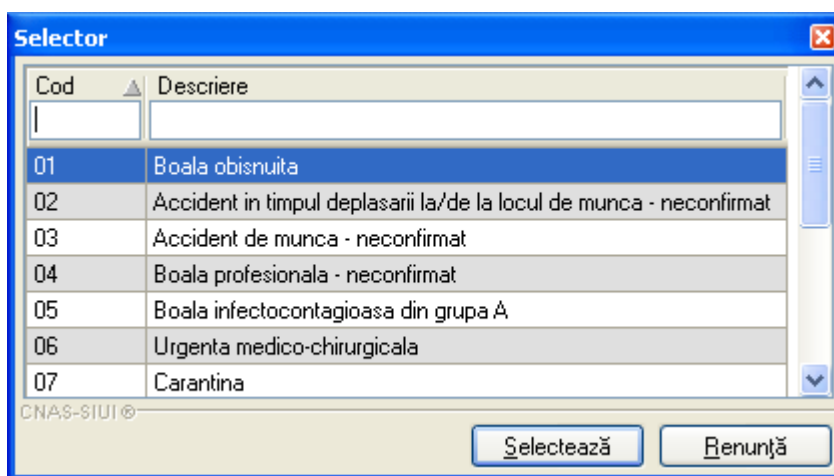 Selector
Cod Descriere
01 Boala obisnuita
02 Accident in timpul deplasarii la/de la locul de munca - neconfirmat
03 Accident de munca - neconfirmat
04 Boala profesionala - neconfirmat
05 Boala infectocontagioasa din grupa A
06 Urgenta medico-chirurgicala
07 Carantina
CNAS-SIUI®
Selectează Renunţă